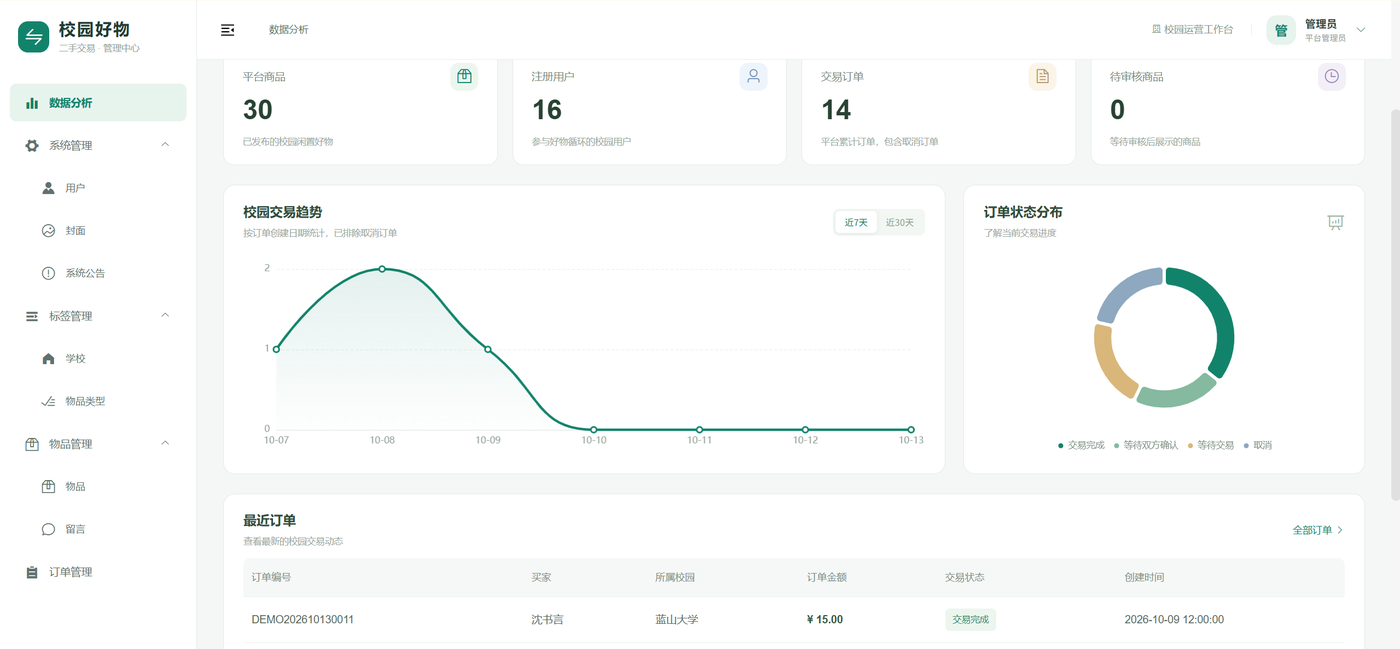 校园好物
二手交易 · 管理中心
数据分析
系统管理
用户
封面
系统公告
标签管理
学校
物品类型
物品管理
物品
留言
订单管理
数据分析
校园运营工作台
管
管理员
平台管理员
平台商品
30
已发布的校园闲置好物
注册用户
16
参与好物循环的校园用户
交易订单
14
平台累计订单，包含取消订单
待审核商品
0
等待审核后展示的商品
校园交易趋势
按订单创建日期统计，已排除取消订单
近7天 近30天
2
1
0
10-07 10-08 10-09 10-10 10-11 10-12 10-13
订单状态分布
了解当前交易进度
交易完成 等待双方确认 等待交易 取消
最近订单
查看最新的校园交易动态
全部订单
订单编号 买家 所属校园 订单金额 交易状态 创建时间
DEMO202610130011 沈书言 蓝山大学 ¥ 15.00 交易完成 2026-10-09 12:00:00